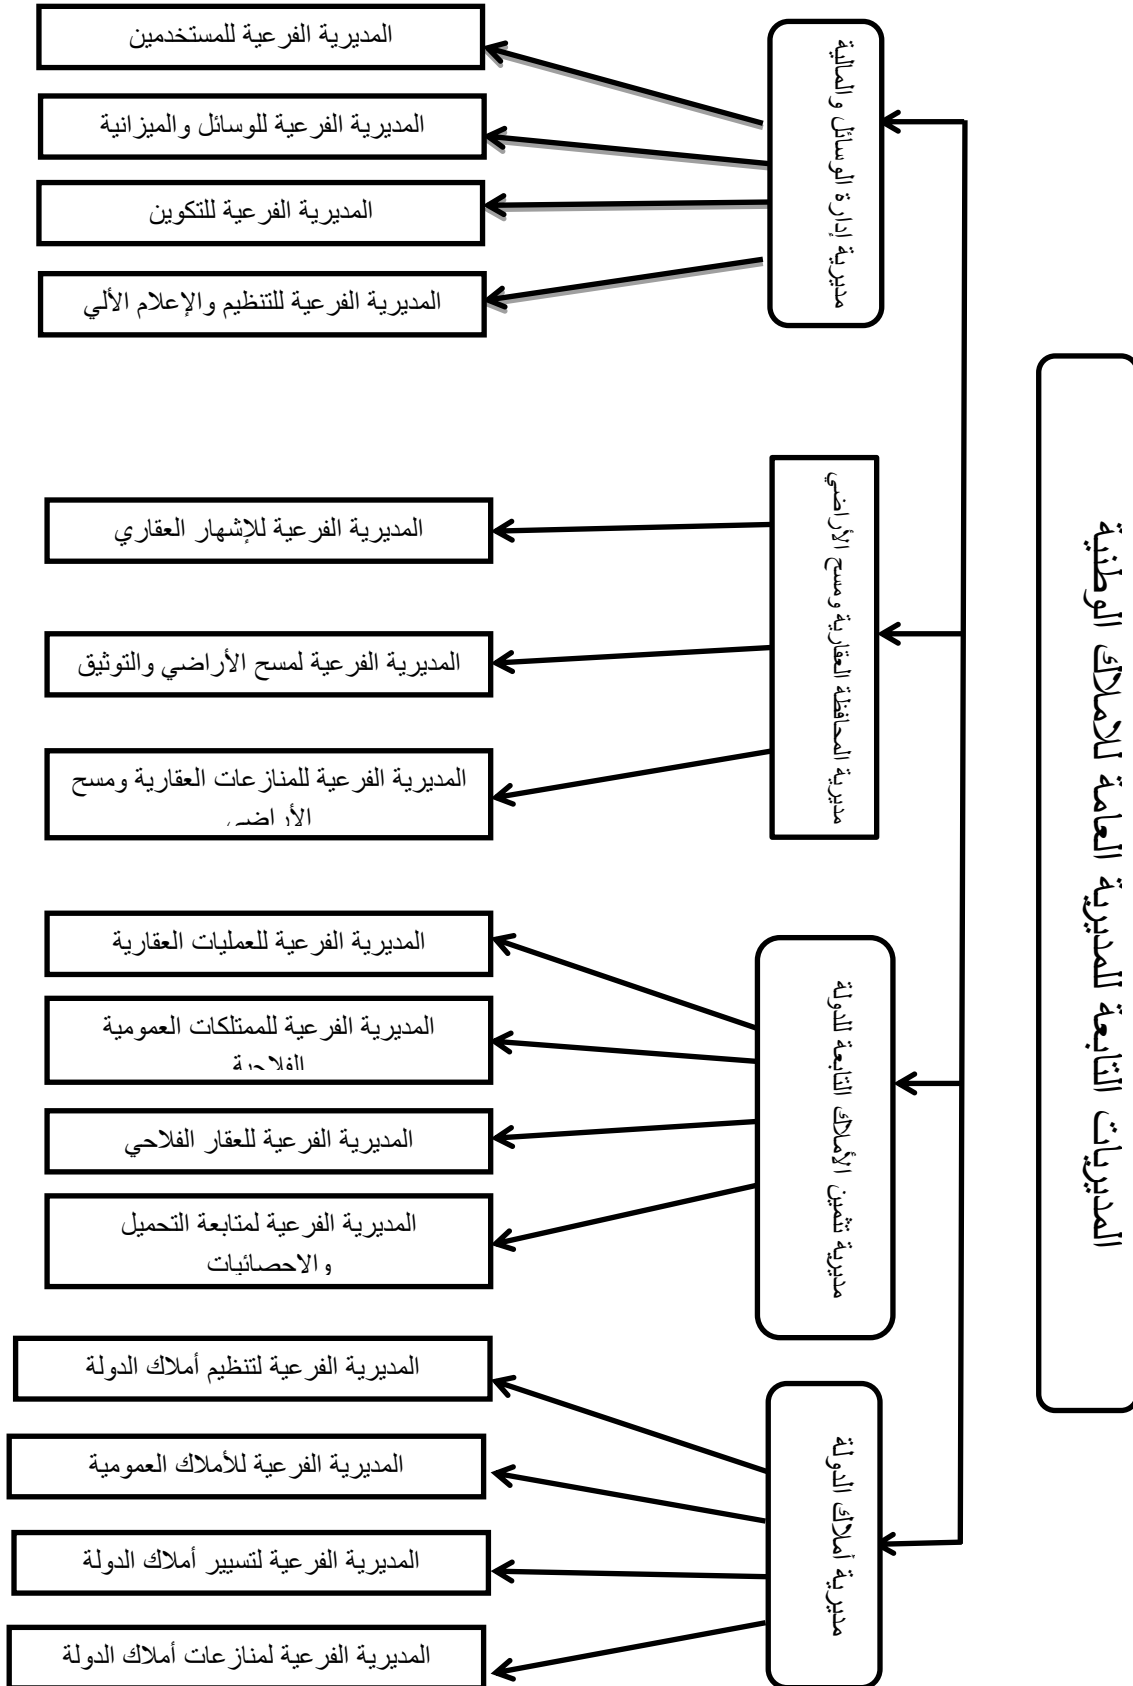 المديريات التابعة للمديرية العامة للاملاك الوطنية
مديرية إدارة الوسائل والمالية
المديرية الفرعية للمستخدمين
المديرية الفرعية للوسائل والميزانية
المديرية الفرعية للتكوين
المديرية الفرعية للتنظيم والإعلام الألي
مديرية المحافظة العقارية ومسح الأراضي
المديرية الفرعية للإشهار العقاري
المديرية الفرعية لمسح الأراضي والتوثيق
المديرية الفرعية للمنازعات العقارية ومسح
الأراضي
مديرية تثمين الأملاك التابعة للدولة
المديرية الفرعية للعمليات العقارية
المديرية الفرعية للممتلكات العمومية
الفلاحية
المديرية الفرعية للعقار الفلاحي
المديرية الفرعية لمتابعة التحميل
والاحصائيات
مديرية أملاك الدولة
المديرية الفرعية لتنظيم أملاك الدولة
المديرية الفرعية للأملاك العمومية
المديرية الفرعية لتسيير أملاك الدولة
المديرية الفرعية لمنازعات أملاك الدولة